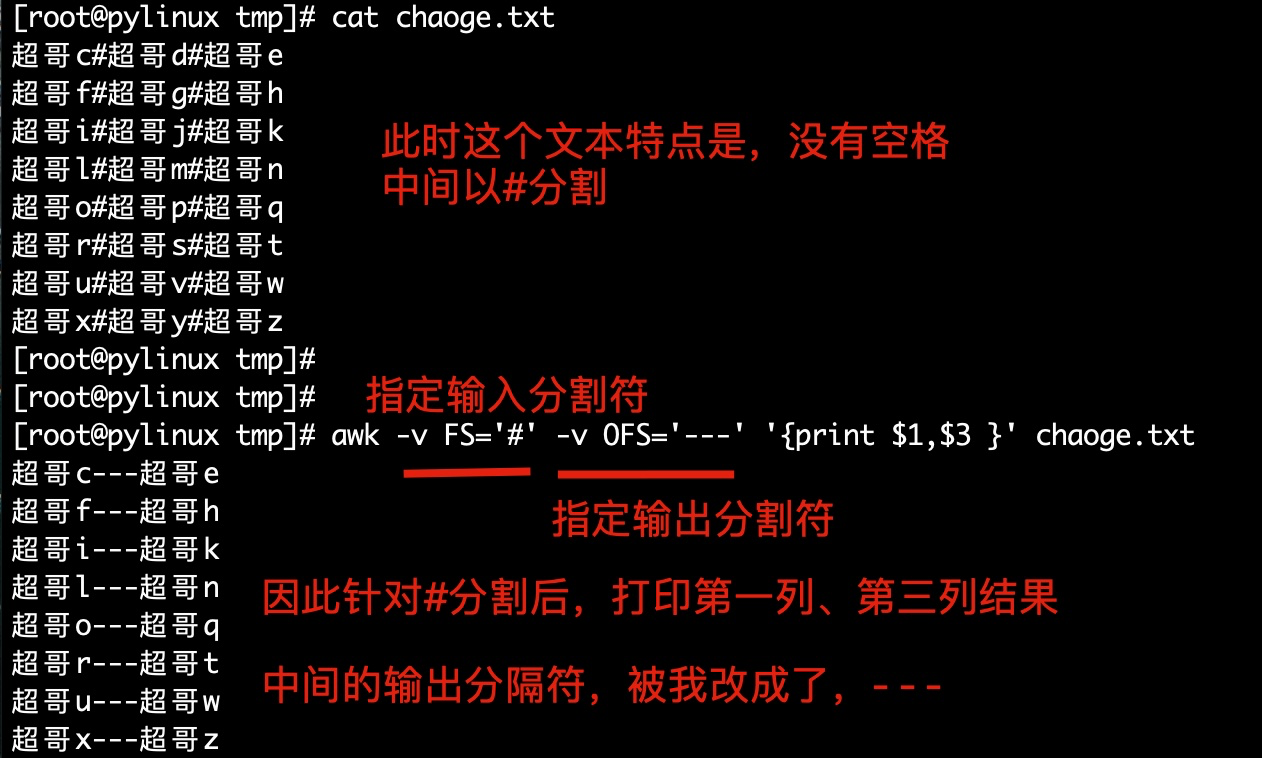 [root@pylinux tmp]# cat chaoge.txt
超哥c#超哥d#超哥e
超哥f#超哥g#超哥h
超哥i#超哥j#超哥k
超哥l#超哥m#超哥n
超哥o#超哥p#超哥q
超哥r#超哥s#超哥t
超哥u#超哥v#超哥w
超哥x#超哥y#超哥z
此时这个文本特点是，没有空格
中间以#分割
[root@pylinux tmp]#
[root@pylinux tmp]#
指定输入分割符
[root@pylinux tmp]# awk -v FS='#' -v OFS='---' '{print $1,$3 }' chaoge.txt
指定输出分割符
超哥c---超哥e
超哥f---超哥h
超哥i---超哥k
超哥l---超哥n
超哥o---超哥q
超哥r---超哥t
超哥u---超哥w
超哥x---超哥z
因此针对#分割后，打印第一列、第三列结果
中间的输出分隔符，被我改成了，---